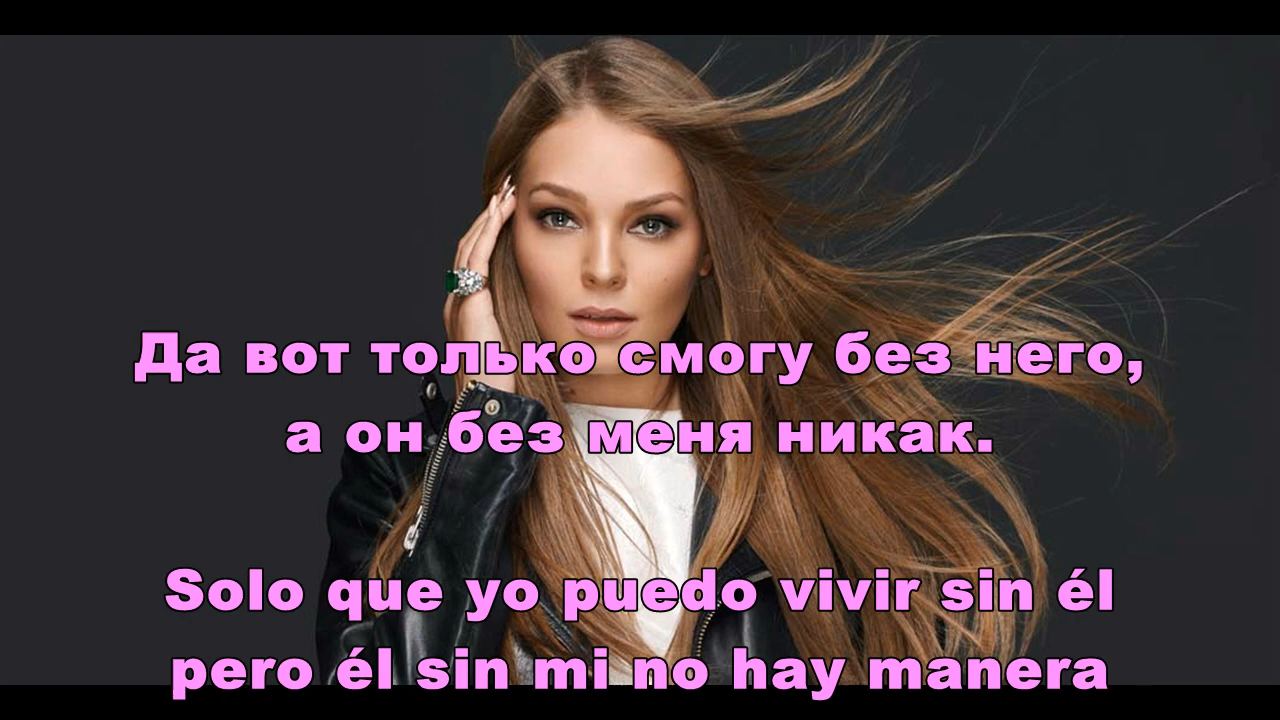 Да вот только смогу без него,
а он без меня никак.
Solo que yo puedo vivir sin él
pero él sin mi no hay manera